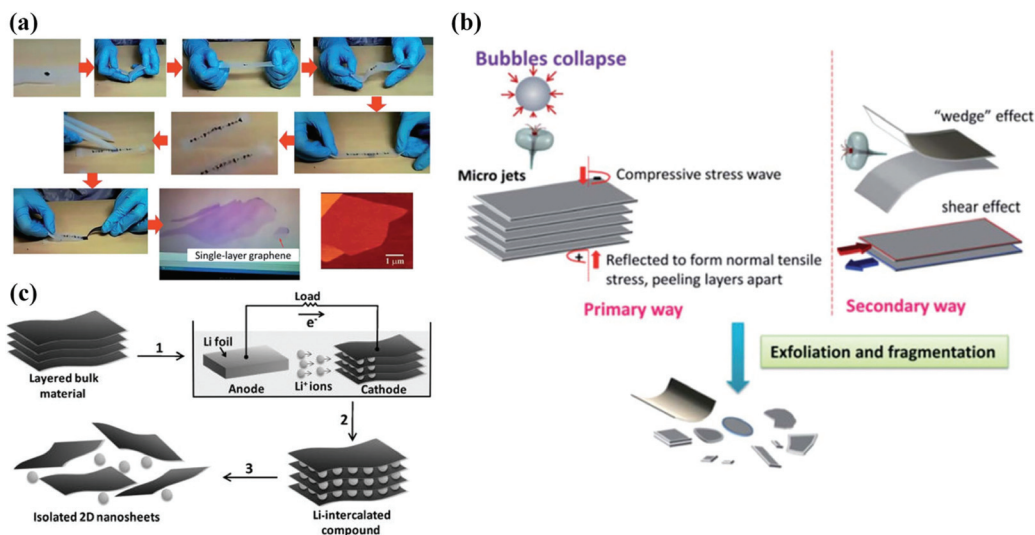 (a)
Single-layer graphene
1 μm
(b)
Bubbles collapse
Micro jets
-
Compressive stress wave
+
Reflected to form normal tensile
stress, peeling layers apart
Primary way
"wedge" effect
shear effect
Secondary way
Exfoliation and fragmentation
(c)
Load
e-
Li foil
Anode
Li+ ions
Cathode
1
Layered bulk
material
2
3
Isolated 2D nanosheets
Li-intercalated
compound